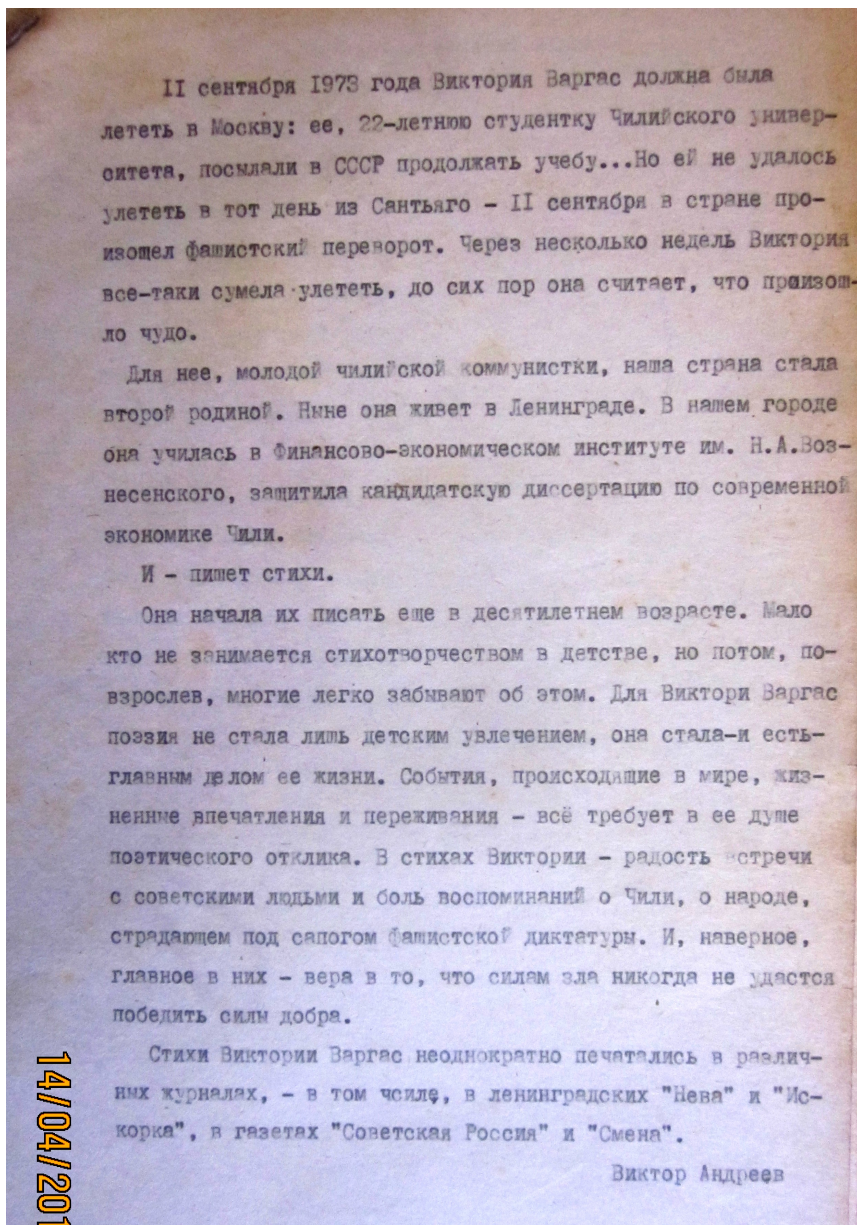 II сентября 1973 года Виктория Варгас должна была
лететь в Москву: ее, 22-летнюю студентку Чилийского универ-
ситета, посылали в СССР продолжать учебу...Но ей не удалось
улететь в тот день из Сантьяго – II сентября в стране про-
изошел фашистский переворот. Через несколько недель Виктория
все-таки сумела улететь, до сих пор она считает, что произош-
ло чудо.
Для нее, молодой чилийской коммунистки, наша страна стала
второй родиной. Ныне она живет в Ленинграде. В нашем городе
она училась в Финансово-экономическом институте им. Н.А.Воз-
несенского, защитила кандидатскую диссертацию по современной
экономике Чили.
И – пишет стихи.
Она начала их писать еще в десятилетнем возрасте. Мало
кто не занимается стихотворчеством в детстве, но потом, по-
взрослев, многие легко забывают об этом. Для Виктори Варгас
поэзия не стала лишь детским увлечением, она стала-и есть-
главным делом ее жизни. События, происходящие в мире, жиз-
ненные впечатления и переживания – всё требует в ее душе
поэтического отклика. В стихах Виктории – радость встречи
с советскими людьми и боль воспоминаний о Чили, о народе,
страдающем под сапогом фашистской диктатуры. И, наверное,
главное в них – вера в то, что силам зла никогда не удастся
победить силы добра.
Стихи Виктории Варгас неоднократно печатались в различ-
ных журналах, – в том чсиле, в ленинградских "Нева" и "Ис-
корка", в газетах "Советская Россия" и "Смена".
Виктор Андреев
14/04/201